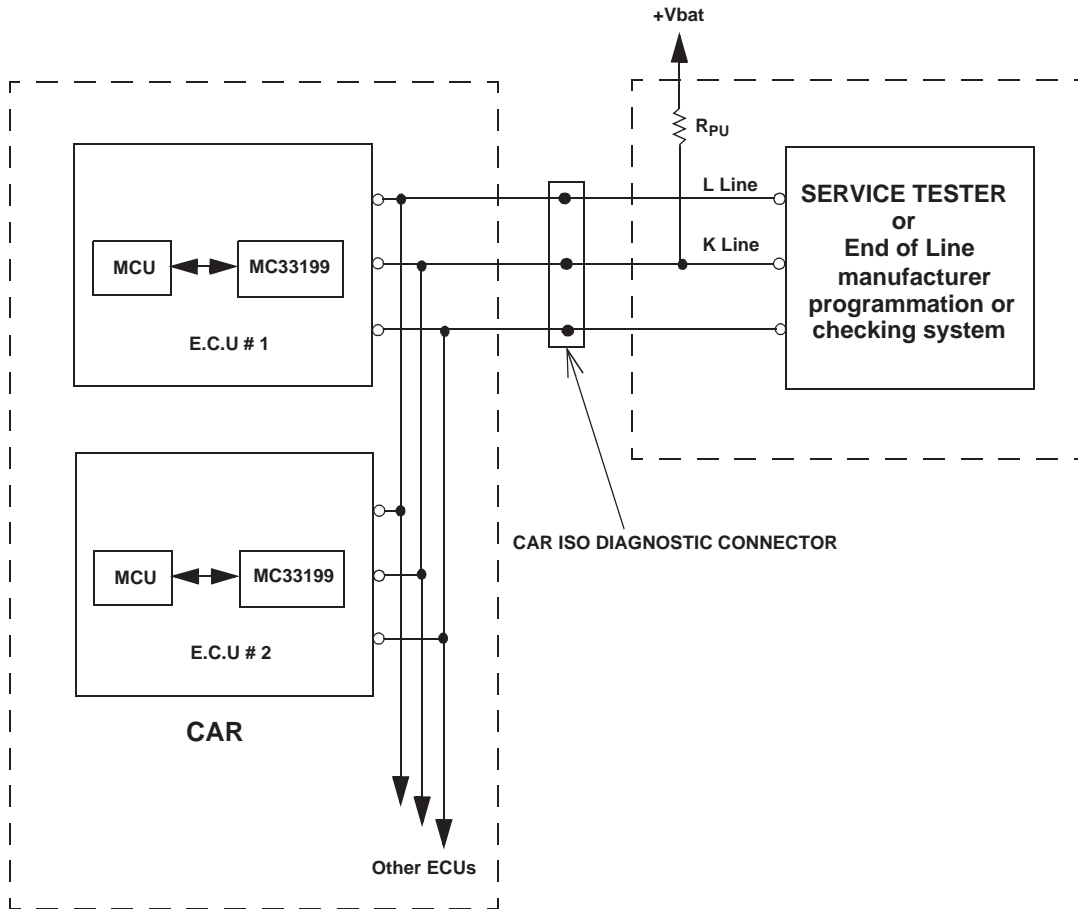 +Vbat
RPU
L Line
K Line
SERVICE TESTER
or
End of Line
manufacturer
programmation or
checking system
MCU
MC33199
E.C.U # 1
CAR ISO DIAGNOSTIC CONNECTOR
MCU
MC33199
E.C.U # 2
CAR
Other ECUs